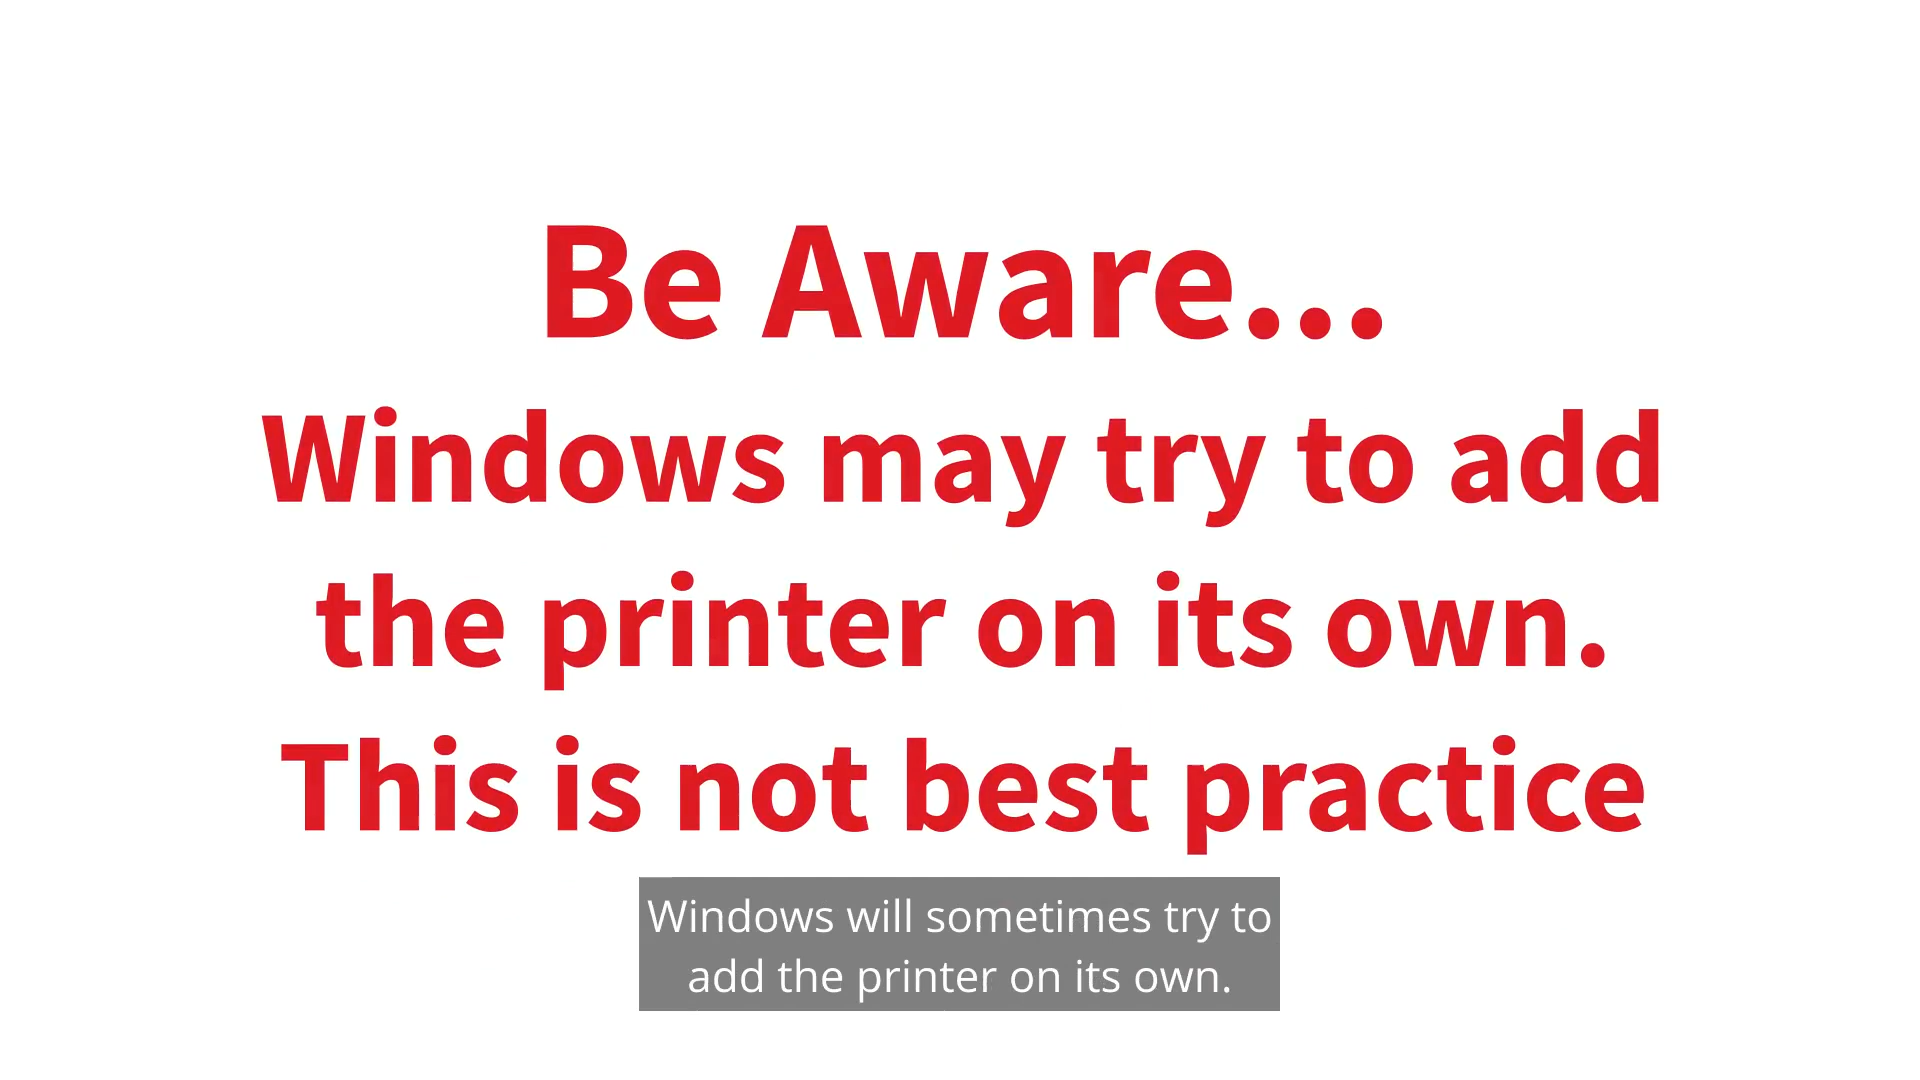 Be Aware...
Windows may try to add
the printer on its own.
This is not best practice
Windows will sometimes try to
add the printer on its own.